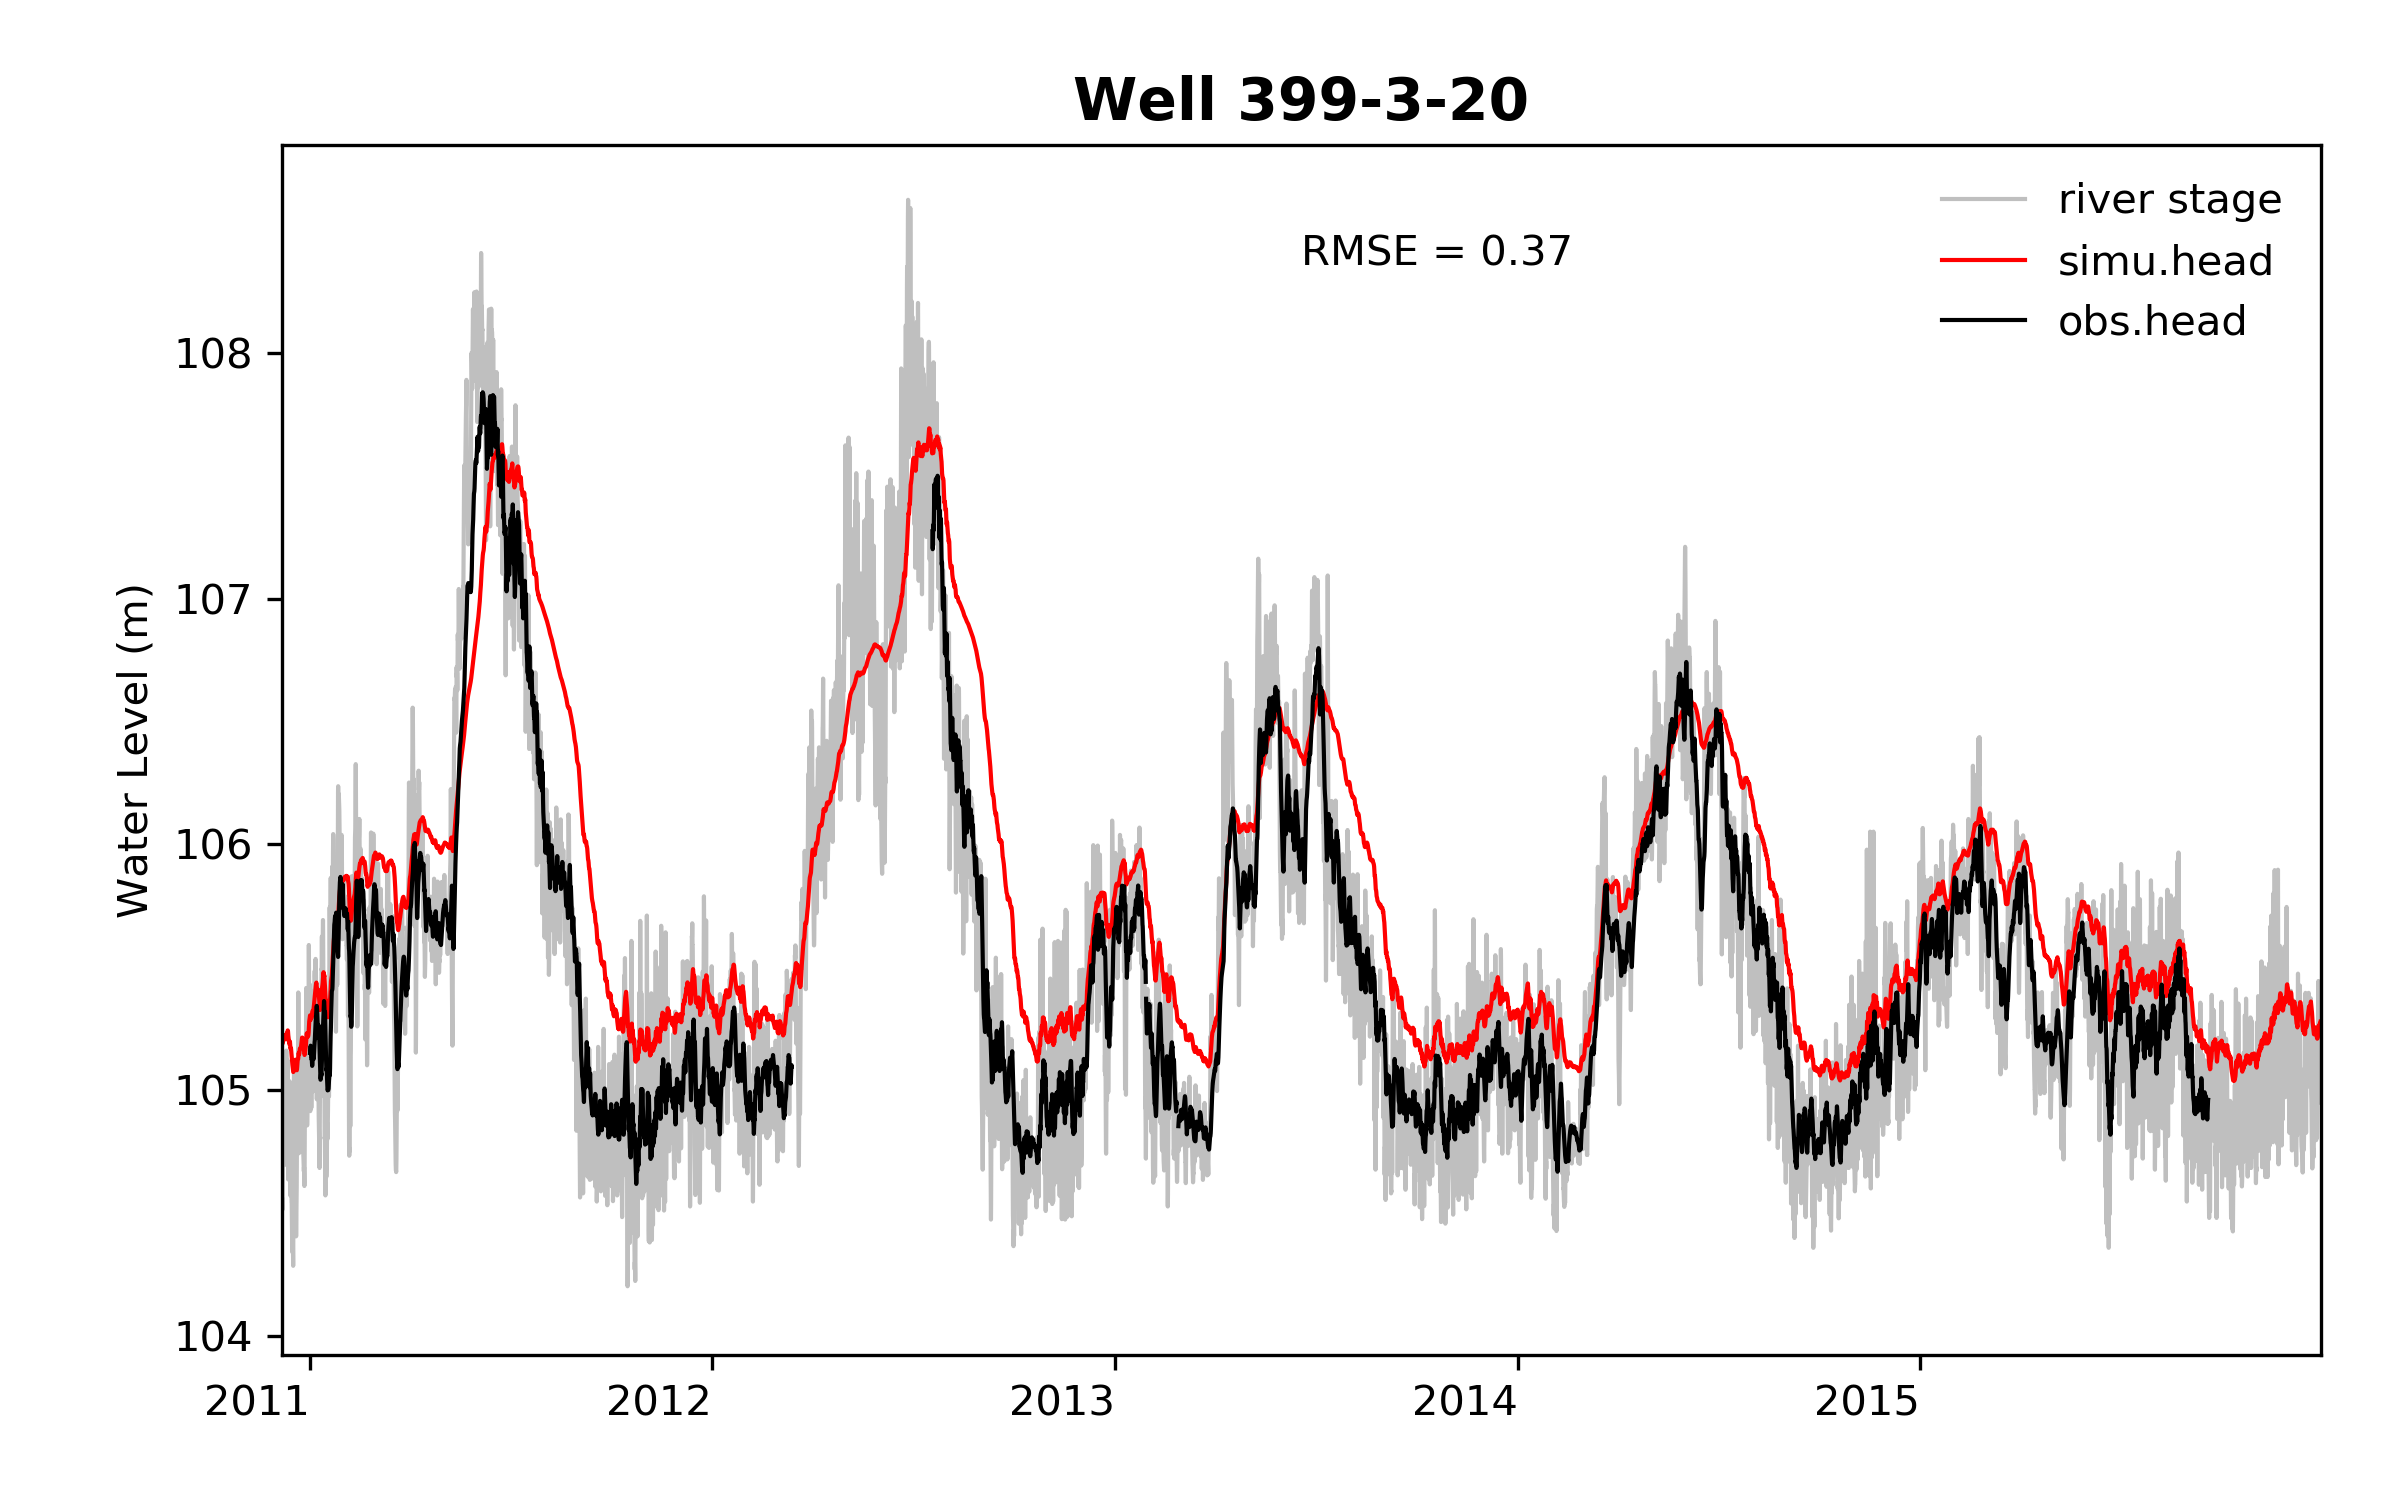 Well 399-3-20
RMSE = 0.37
river stage
simu.head
obs.head
Water Level (m)
108
107
106
105
104
2011
2012
2013
2014
2015